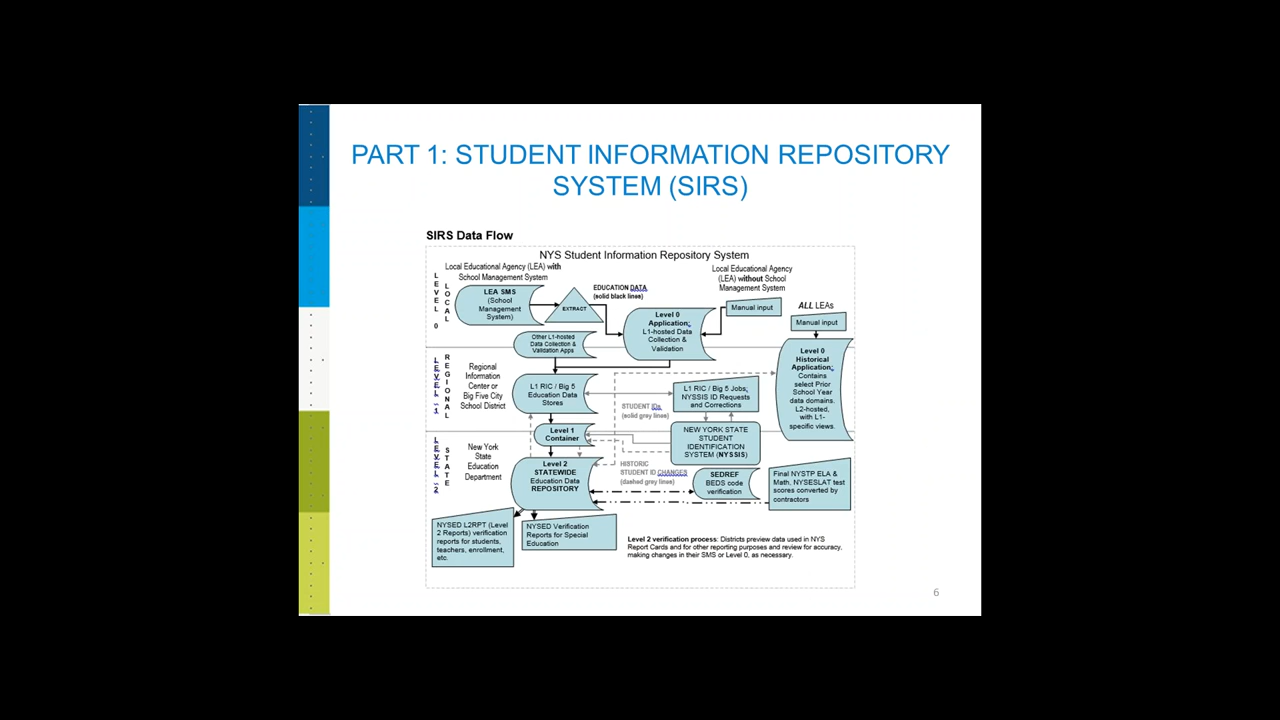 PART 1: STUDENT INFORMATION REPOSITORY
SYSTEM (SIRS)
SIRS Data Flow
NYS Student Information Repository System
Local Educational Agency (LEA) with
School Management System
Local Educational Agency
(LEA) without School
Management System
LEVEL 0
LOCAL
LEA SMS
(School
Management
System)
EXTRACT
EDUCATION DATA
(solid black lines)
Level 0
Application:
L1-hosted Data
Collection &
Validation
Manual input
ALL LEAs
Manual input
Other L1-hosted
Data Collection &
Validation Apps
Level 0
Historical
Application:
Contains
select Prior
School Year
data domains.
L2-hosted,
with L1-
specific views.
LEVEL 1
REGIONAL
Regional
Information
Center or
Big Five City
School District
L1 RIC / Big 5
Education Data
Stores
L1 RIC / Big 5 Jobs:
NYSSIS ID Requests
and Corrections
STUDENT IDs
(solid grey lines)
Level 1
Container
NEW YORK STATE
STUDENT
IDENTIFICATION
SYSTEM (NYSSIS)
LEVEL 2
STATE
New York
State
Education
Department
Level 2
STATEWIDE
Education Data
REPOSITORY
HISTORIC
STUDENT ID CHANGES
(dashed grey lines)
SEDREF
BEDS code
verification
Final NYSTP ELA &
Math, NYSESLAT test
scores converted by
contractors
NYSED L2RPT (Level
2 Reports) verification
reports for students,
teachers, enrollment,
etc.
NYSED Verification
Reports for Special
Education
Level 2 verification process: Districts preview data used in NYS
Report Cards and for other reporting purposes and review for accuracy,
making changes in their SMS or Level 0, as necessary.
6